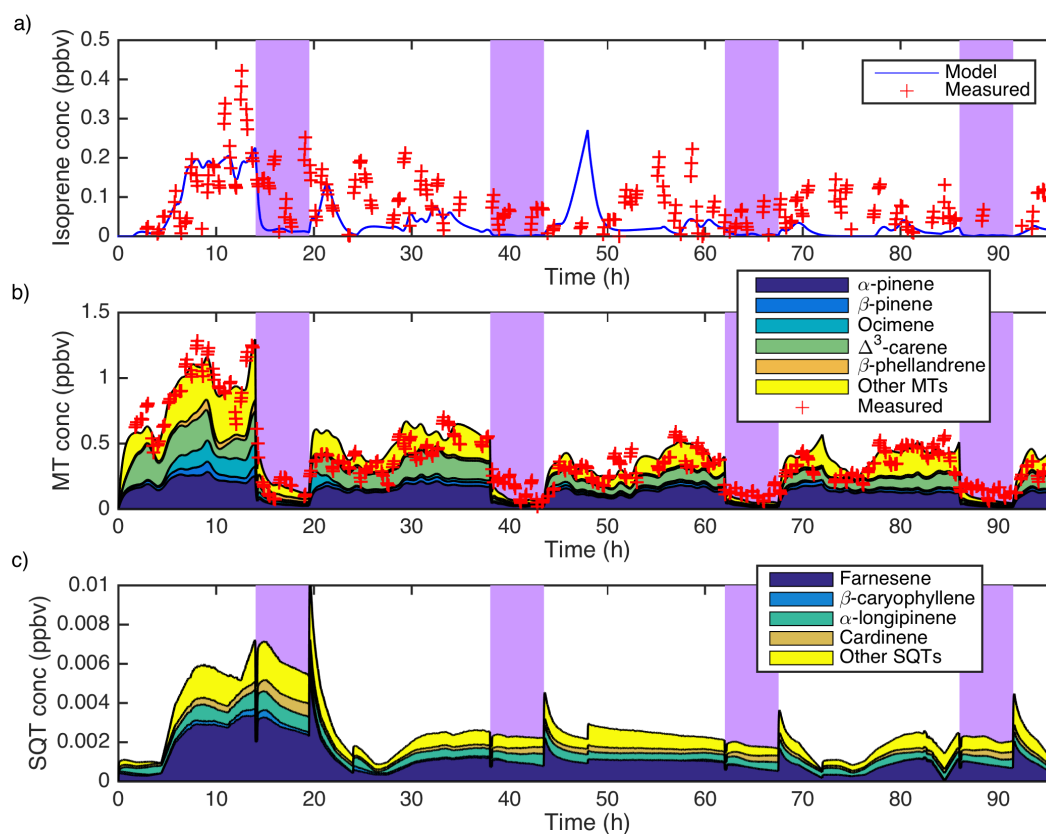 a)
Isoprene conc (ppbv)
0.5
0.4
0.3
0.2
0.1
0
Model
Measured
0 10 20 30 40 50 60 70 80 90
Time (h)
b)
MT conc (ppbv)
1.5
1
0.5
0
α-pinene
β-pinene
Ocimene
Δ³-carene
β-phellandrene
Other MTs
Measured
0 10 20 30 40 50 60 70 80 90
Time (h)
c)
SQT conc (ppbv)
0.01
0.008
0.006
0.004
0.002
0
Farnesene
β-caryophyllene
α-longipinene
Cardinene
Other SQTs
0 10 20 30 40 50 60 70 80 90
Time (h)